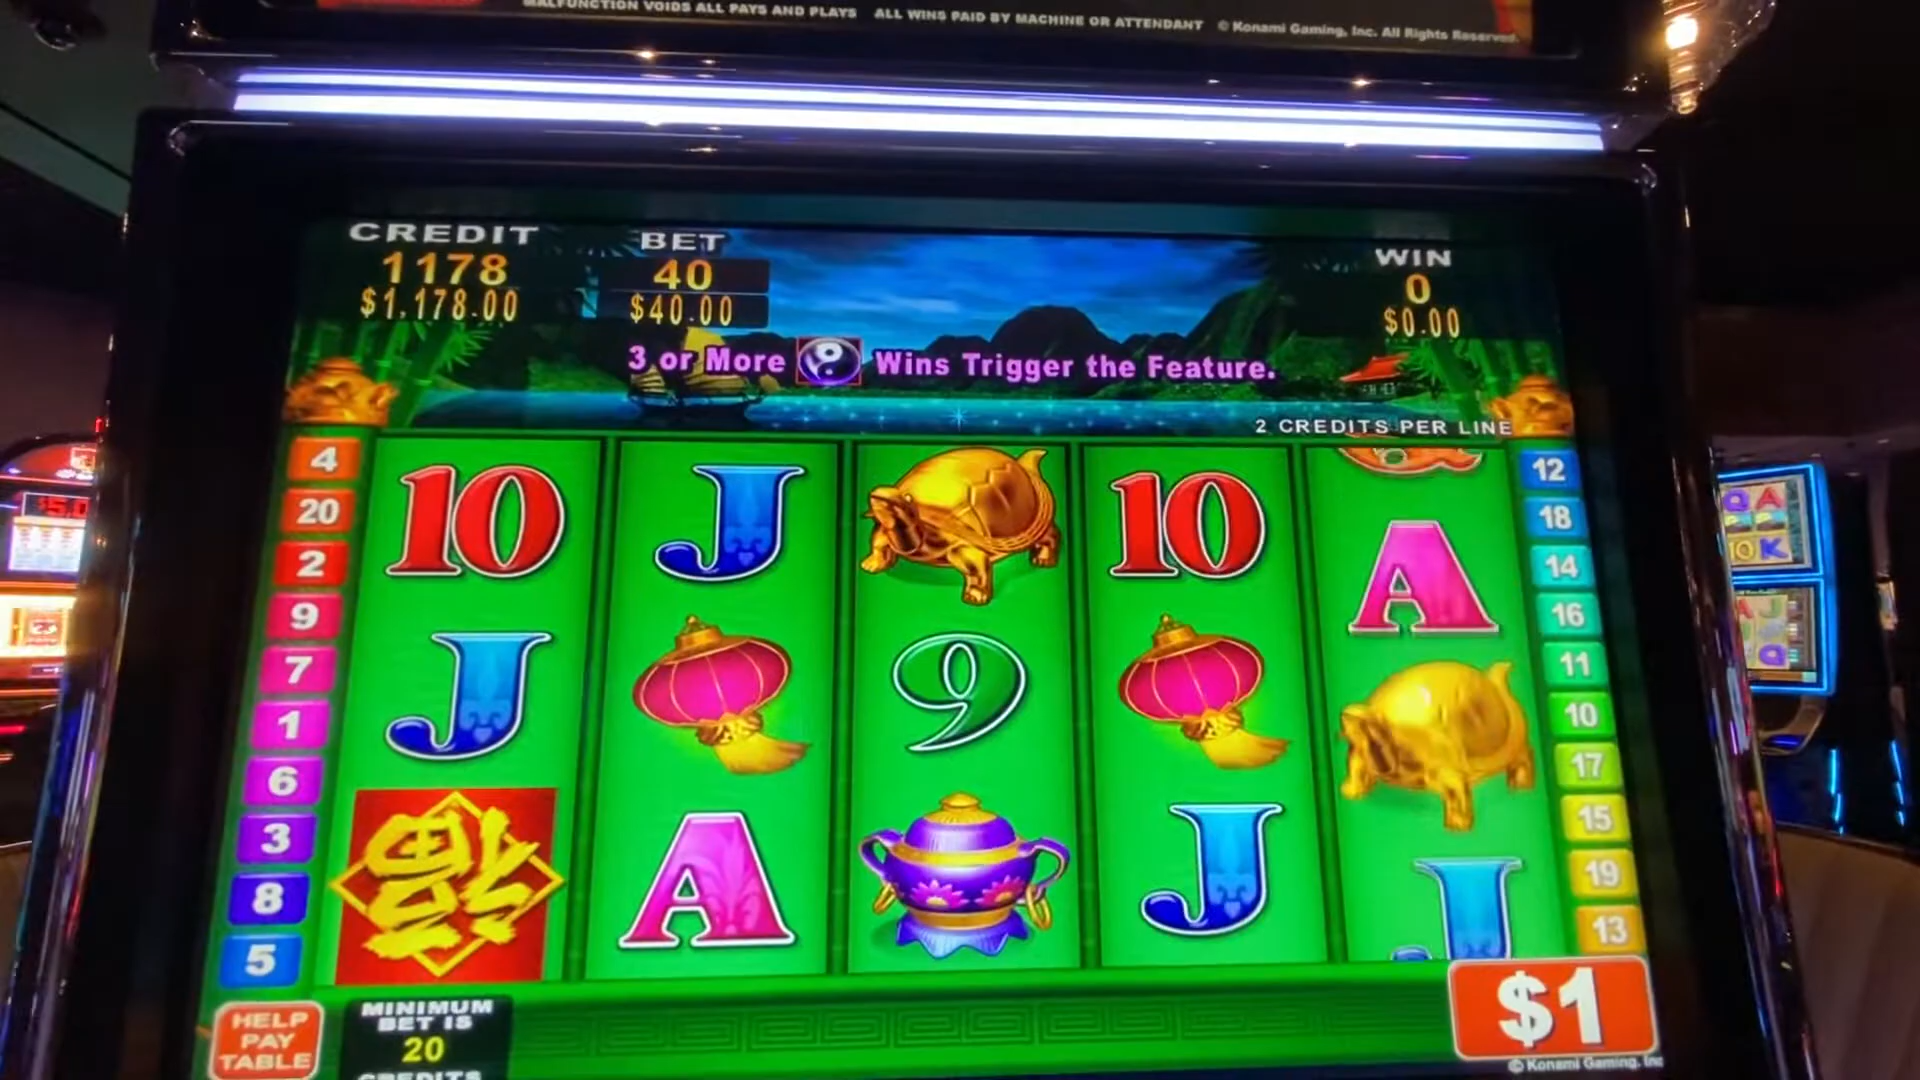 MALFUNCTION VOIDS ALL PAYS AND PLAYS ALL WINS PAID BY MACHINE OR ATTENDANT © Konami Gaming, Inc. All Rights Reserved.
CREDIT
1178
$1,178.00
BET
40
$40.00
WIN
0
$0.00
3 or More Wins Trigger the Feature.
2 CREDITS PER LINE
4
20
2
9
7
1
6
3
8
5
10 J 10 A
J 9
福 A J J
12
18
14
16
11
10
17
15
19
13
HELP
PAY
TABLE
MINIMUM
BET IS
20
CREDITS
$1
© Konami Gaming, Inc